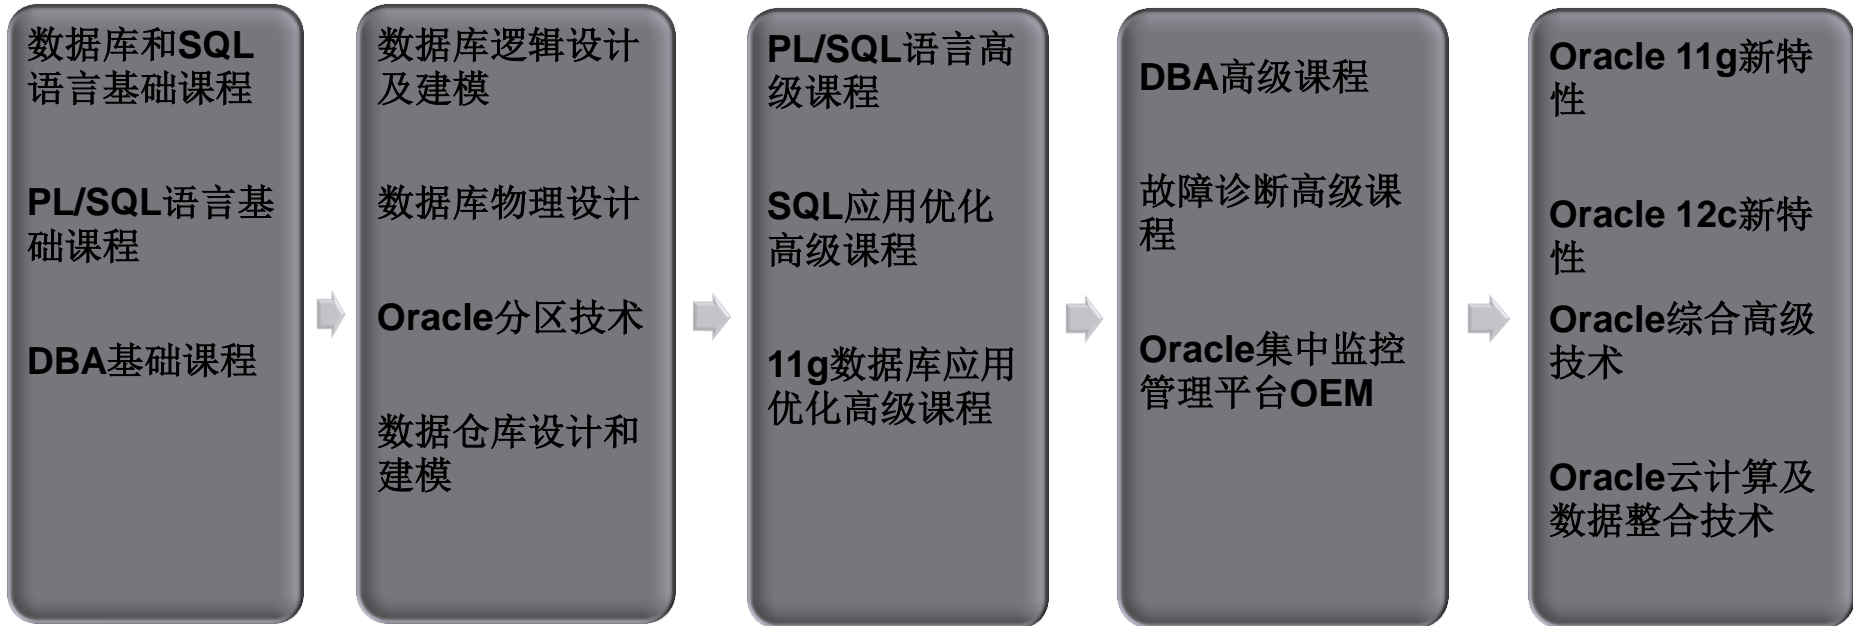 数据库和SQL
语言基础课程
PL/SQL语言基
础课程
DBA基础课程
数据库逻辑设计
及建模
数据库物理设计
Oracle分区技术
数据仓库设计和
建模
PL/SQL语言高
级课程
SQL应用优化
高级课程
11g数据库应用
优化高级课程
DBA高级课程
故障诊断高级课
程
Oracle集中监控
管理平台OEM
Oracle 11g新特
性
Oracle 12c新特
性
Oracle综合高级
技术
Oracle云计算及
数据整合技术